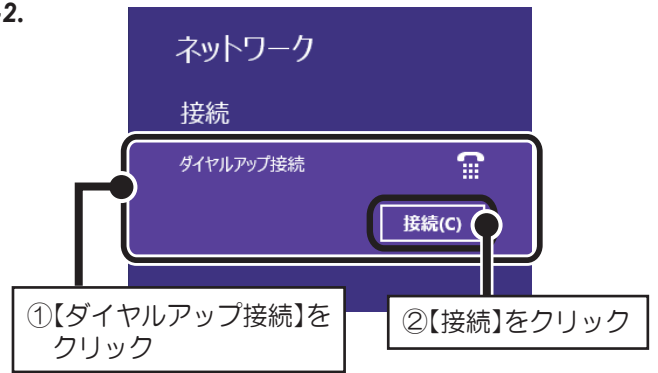 2.
ネットワーク
接続
ダイヤルアップ接続
接続(C)
①【ダイヤルアップ接続】を
クリック
②【接続】をクリック